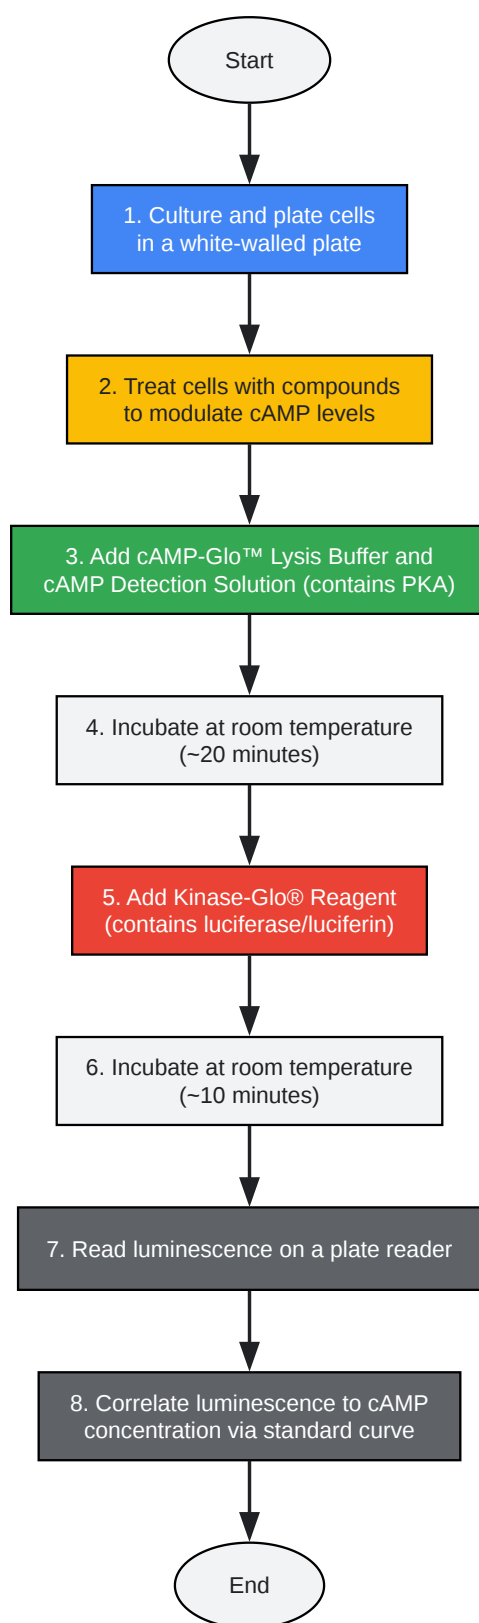 Start
1. Culture and plate cells
in a white-walled plate
2. Treat cells with compounds
to modulate cAMP levels
3. Add cAMP-Glo™ Lysis Buffer and
cAMP Detection Solution (contains PKA)
4. Incubate at room temperature
(~20 minutes)
5. Add Kinase-Glo® Reagent
(contains luciferase/luciferin)
6. Incubate at room temperature
(~10 minutes)
7. Read luminescence on a plate reader
8. Correlate luminescence to cAMP
concentration via standard curve
End